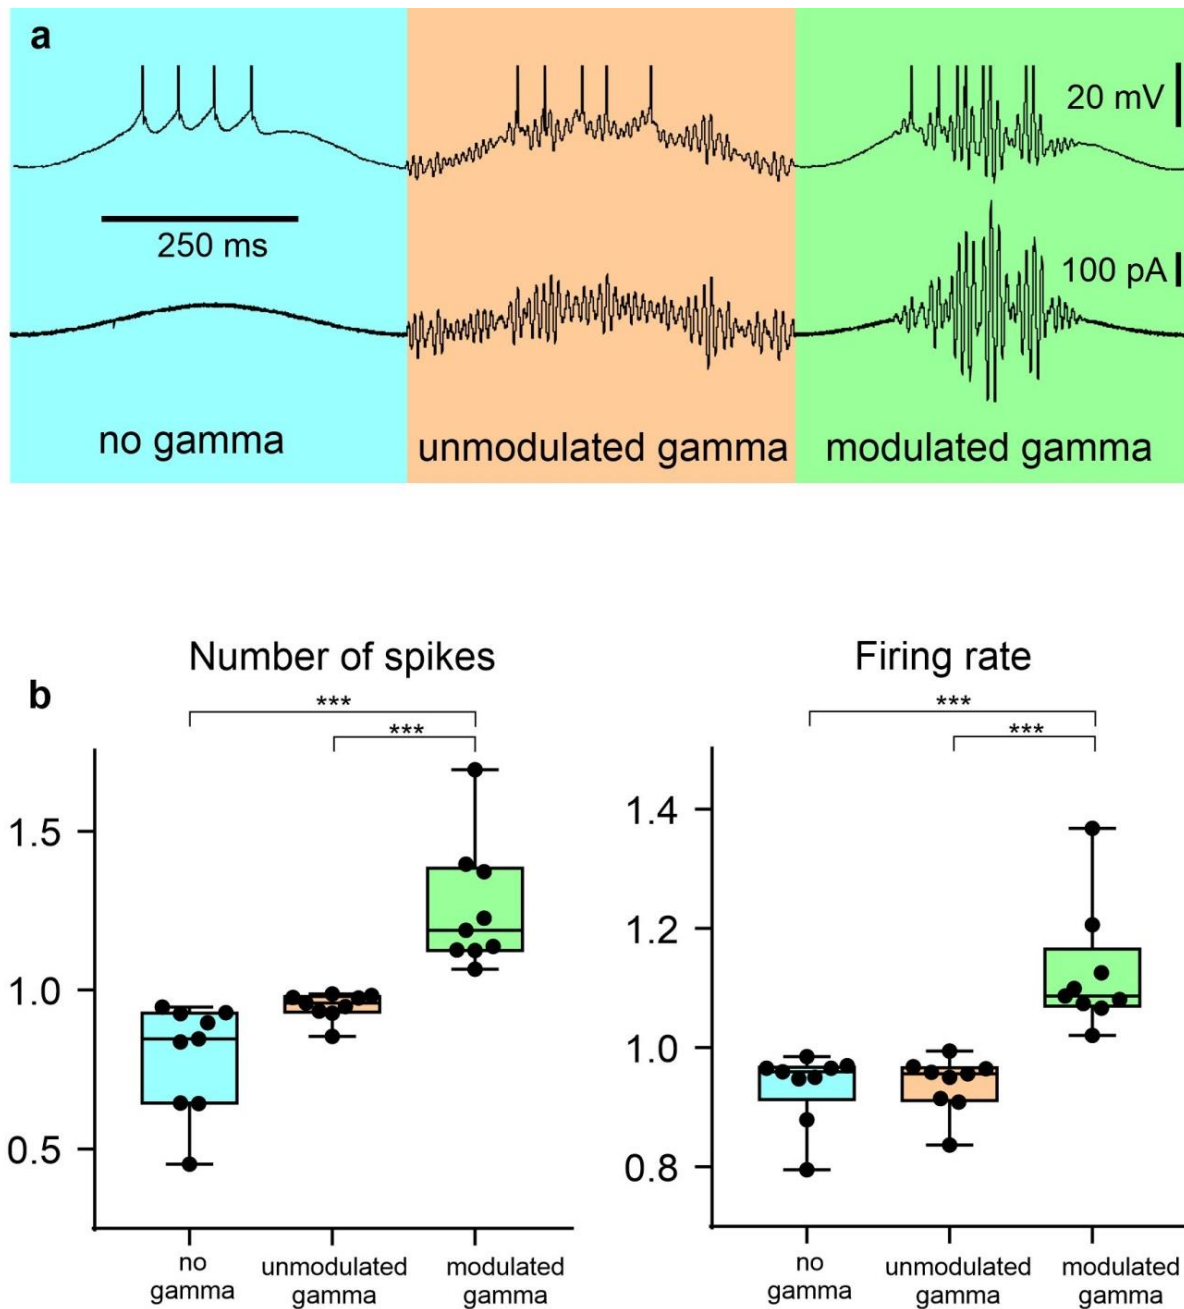 a
20 mV
250 ms
100 pA
no gamma
unmodulated gamma
modulated gamma
b
Number of spikes
***
***
1.5
1.0
0.5
no
gamma
unmodulated
gamma
modulated
gamma
Firing rate
***
***
1.4
1.2
1.0
0.8
no
gamma
unmodulated
gamma
modulated
gamma